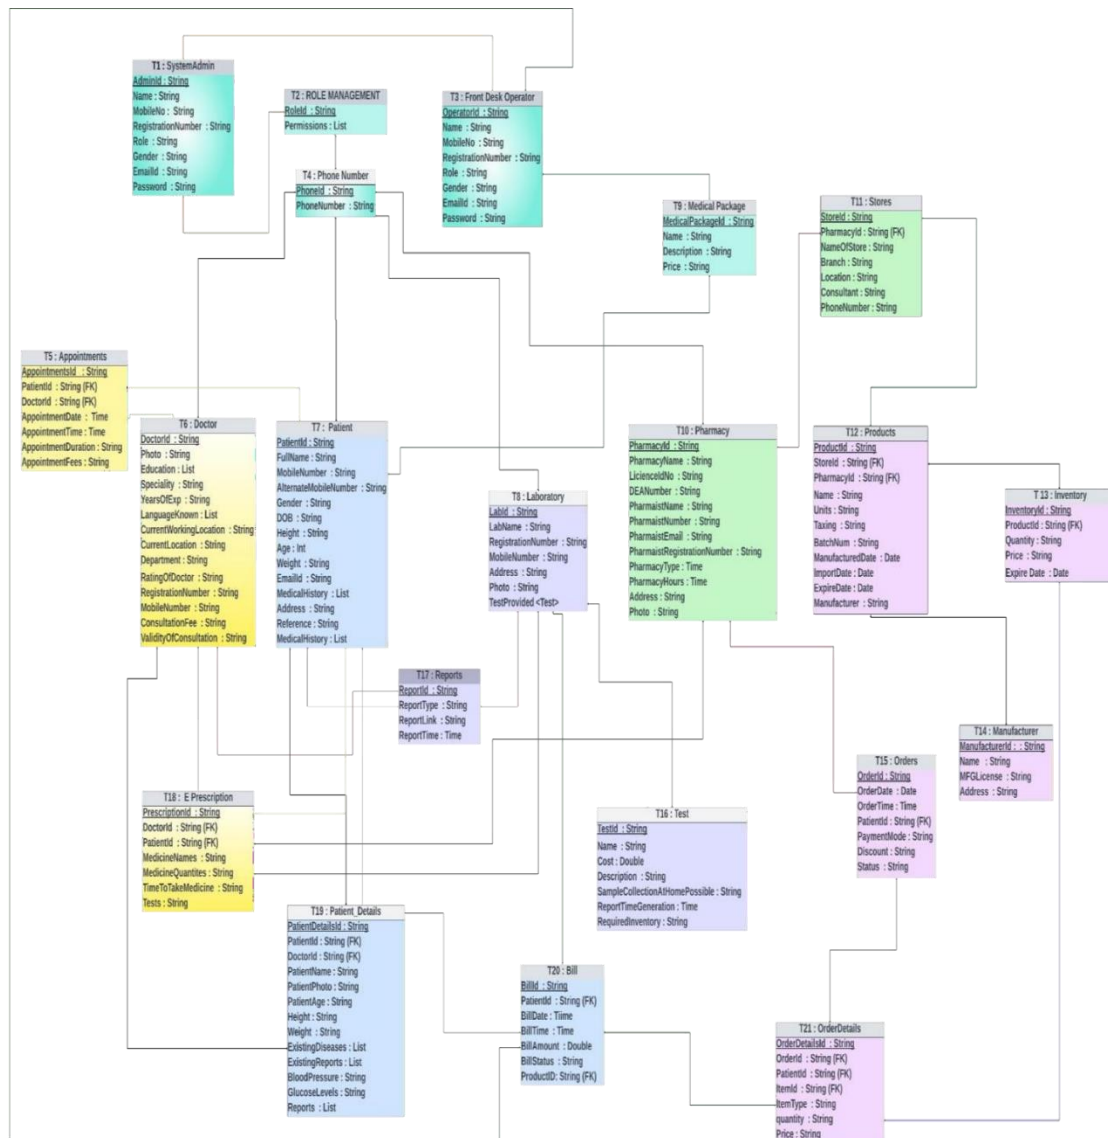 T1 : SystemAdmin
AdminId : String
Name : String
MobileNo : String
RegistrationNumber : String
Role : String
Gender : String
EmailId : String
Password : String
T2 : ROLE MANAGEMENT
RoleId : String
Permissions : List
T3 : Front Desk Operator
OperatorId : String
Name : String
MobileNo : String
RegistrationNumber : String
Role : String
Gender : String
EmailId : String
Password : String
T4 : Phone Number
PhoneId : String
PhoneNumber : String
T9 : Medical Package
MedicalPackageId : String
Name : String
Description : String
Price : String
T11 : Stores
StoreId : String
PharmacyId : String (FK)
NameOfStore : String
Branch : String
Location : String
Consultant : String
PhoneNumber : String
T5 : Appointments
AppointmentsId : String
PatientId : String (FK)
DoctorId : String (FK)
AppointmentDate : Time
AppointmentTime : Time
AppointmentDuration : String
AppointmentFees : String
T6 : Doctor
DoctorId : String
Photo : String
Education : List
Speciality : String
YearsOfExp : String
LanguageKnown : List
CurrentWorkingLocation : String
CurrentLocation : String
Department : String
RatingOfDoctor : String
RegistrationNumber : String
MobileNumber : String
ConsultationFee : String
ValidityOfConsultation : String
T7 : Patient
PatientId : String
FullName : String
MobileNumber : String
AlternateMobileNumber : String
Gender : String
DOB : String
Height : String
Age : Int
Weight : String
EmailId : String
MedicalHistory : List
Address : String
Reference : String
MedicalHistory : List
T8 : Laboratory
LabId : String
LabName : String
RegistrationNumber : String
MobileNumber : String
Address : String
Photo : String
TestProvided <Test>
T10 : Pharmacy
PharmacyId : String
PharmacyName : String
LicienceIdNo : String
DEANumber : String
PharmaistName : String
PharmaistNumber : String
PharmaistEmail : String
PharmaistRegistrationNumber : String
PharmacyType : Time
PharmacyHours : Time
Address : String
Photo : String
T12 : Products
ProductId : String
StoreId : String (FK)
PharmacyId : String (FK)
Name : String
Units : String
Taxing : String
BatchNum : String
ManufacturedDate : Date
ImportDate : Date
ExpireDate : Date
Manufacturer : String
T 13 : Inventory
InventoryId : String
ProductId : String (FK)
Quantity : String
Price : String
Expire Date : Date
T17 : Reports
ReportId : String
ReportType : String
ReportLink : String
ReportTime : Time
T14 : Manufacturer
ManufacturerId : : String
Name : String
MFGLicense : String
Address : String
T15 : Orders
OrderId : String
OrderDate : Date
OrderTime : Time
PatientId : String (FK)
PaymentMode : String
Discount : String
Status : String
T18 : E Prescription
PrescriptionId : String
DoctorId : String (FK)
PatientId : String (FK)
MedicineNames : String
MedicineQuantites : String
TimeToTakeMedicine : String
Tests : String
T16 : Test
TestId : String
Name : String
Cost : Double
Description : String
SampleCollectionAtHomePossible : String
ReportTimeGeneration : Time
RequiredInventory : String
T19 : Patient_Details
PatientDetailsId : String
PatientId : String (FK)
DoctorId : String (FK)
PatientName : String
PatientPhoto : String
PatientAge : String
Height : String
Weight : String
ExistingDiseases : List
ExistingReports : List
BloodPressure : String
GlucoseLevels : String
Reports : List
T20 : Bill
BillId : String
PatientId : String (FK)
BillDate : Tiime
BillTime : Time
BillAmount : Double
BillStatus : String
ProductID: String (FK)
T21 : OrderDetails
OrderDetailsId : String
OrderId : String (FK)
PatientId : String (FK)
ItemId : String (FK)
ItemType : String
quantity : String
Price : String